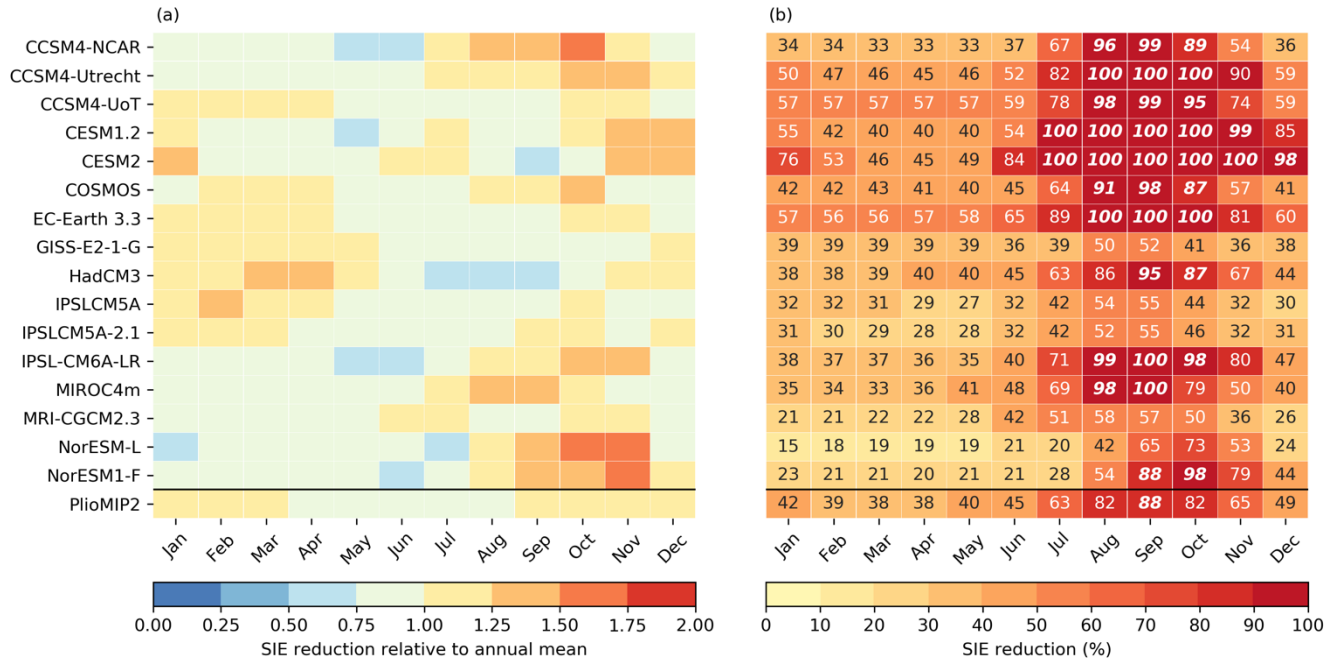 (a) (b)
CCSM4-NCAR 34 34 33 33 33 37 67 96 99 89 54 36
CCSM4-Utrecht 50 47 46 45 46 52 82 100 100 100 90 59
CCSM4-UoT 57 57 57 57 57 59 78 98 99 95 74 59
CESM1.2 55 42 40 40 40 54 100 100 100 100 99 85
CESM2 76 53 46 45 49 84 100 100 100 100 100 98
COSMOS 42 42 43 41 40 45 64 91 98 87 57 41
EC-Earth 3.3 57 56 56 57 58 65 89 100 100 100 81 60
GISS-E2-1-G 39 39 39 39 39 36 39 50 52 41 36 38
HadCM3 38 38 39 40 40 45 63 86 95 87 67 44
IPSLCM5A 32 32 31 29 27 32 42 54 55 44 32 30
IPSLCM5A-2.1 31 30 29 28 28 32 42 52 55 46 32 31
IPSL-CM6A-LR 38 37 37 36 35 40 71 99 100 98 80 47
MIROC4m 35 34 33 36 41 48 69 98 100 79 50 40
MRI-CGCM2.3 21 21 22 22 28 42 51 58 57 50 36 26
NorESM-L 15 18 19 19 19 21 20 42 65 73 53 24
NorESM1-F 23 21 21 20 21 21 28 54 88 98 79 44
PlioMIP2 42 39 38 38 40 45 63 82 88 82 65 49
Jan Feb Mar Apr May Jun Jul Aug Sep Oct Nov Dec Jan Feb Mar Apr May Jun Jul Aug Sep Oct Nov Dec
0.00 0.25 0.50 0.75 1.00 1.25 1.50 1.75 2.00 0 10 20 30 40 50 60 70 80 90 100
SIE reduction relative to annual mean SIE reduction (%)